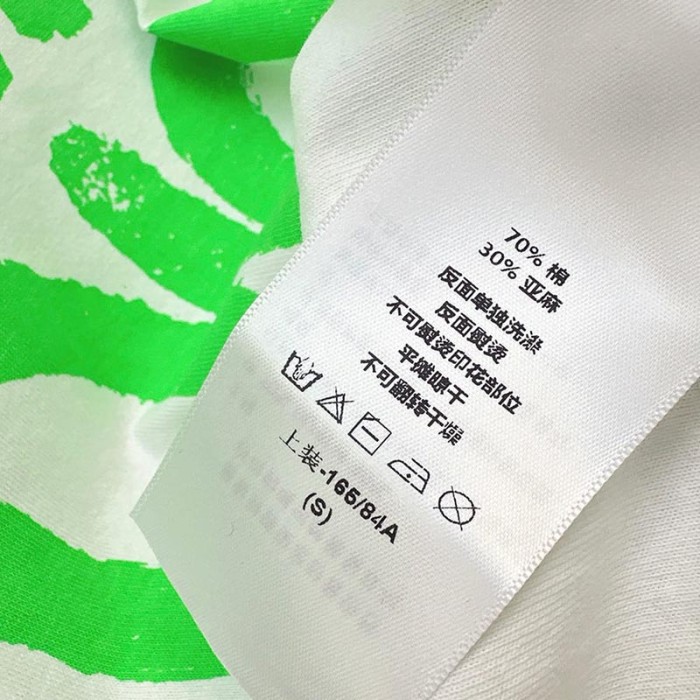 70% 棉
30% 亚麻
反面单独洗涤
反面熨烫
不可熨烫印花部位
平摊晾干
不可翻转干燥
上装-165/84A
(S)